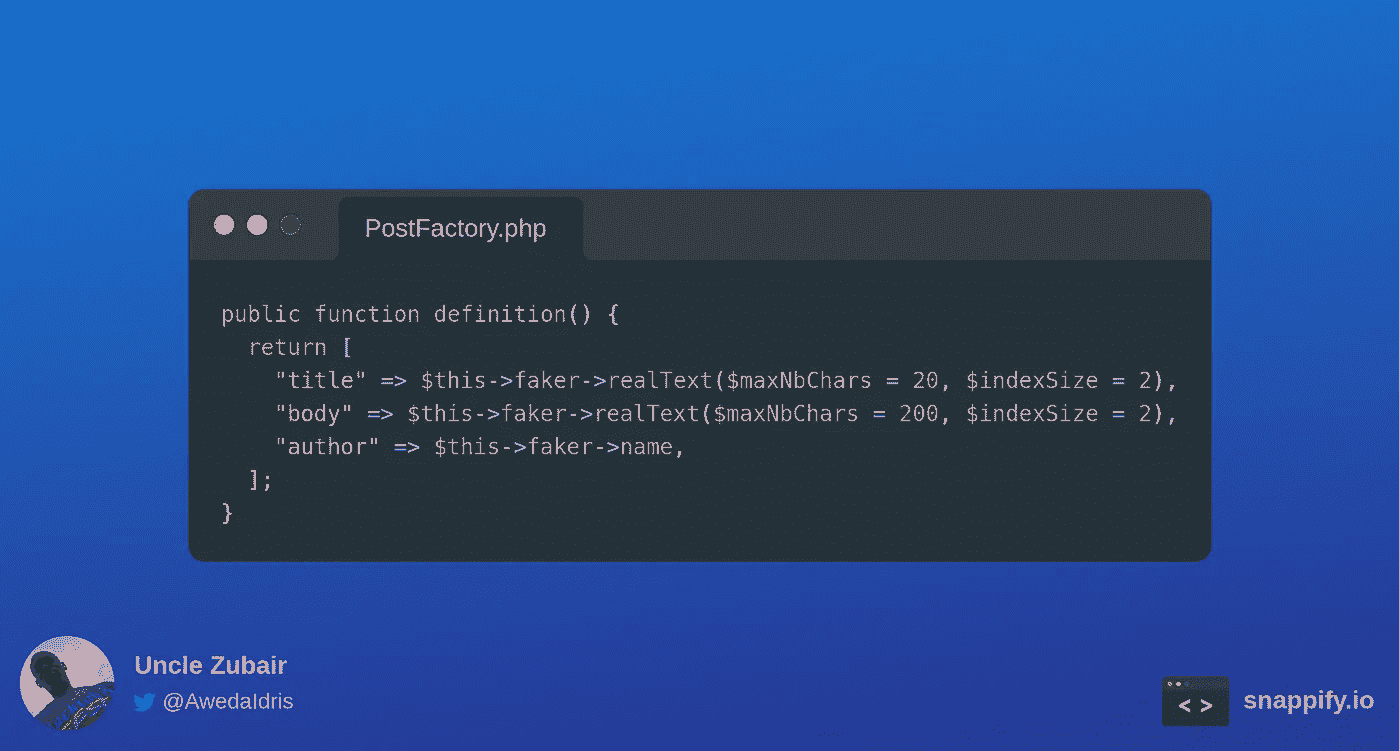 PostFactory.php
public function definition() {
  return [
    "title" => $this->faker->realText($maxNbChars = 20, $indexSize = 2),
    "body" => $this->faker->realText($maxNbChars = 200, $indexSize = 2),
    "author" => $this->faker->name,
  ];
}
Uncle Zubair
@AwedaIdris
< >
snappify.io